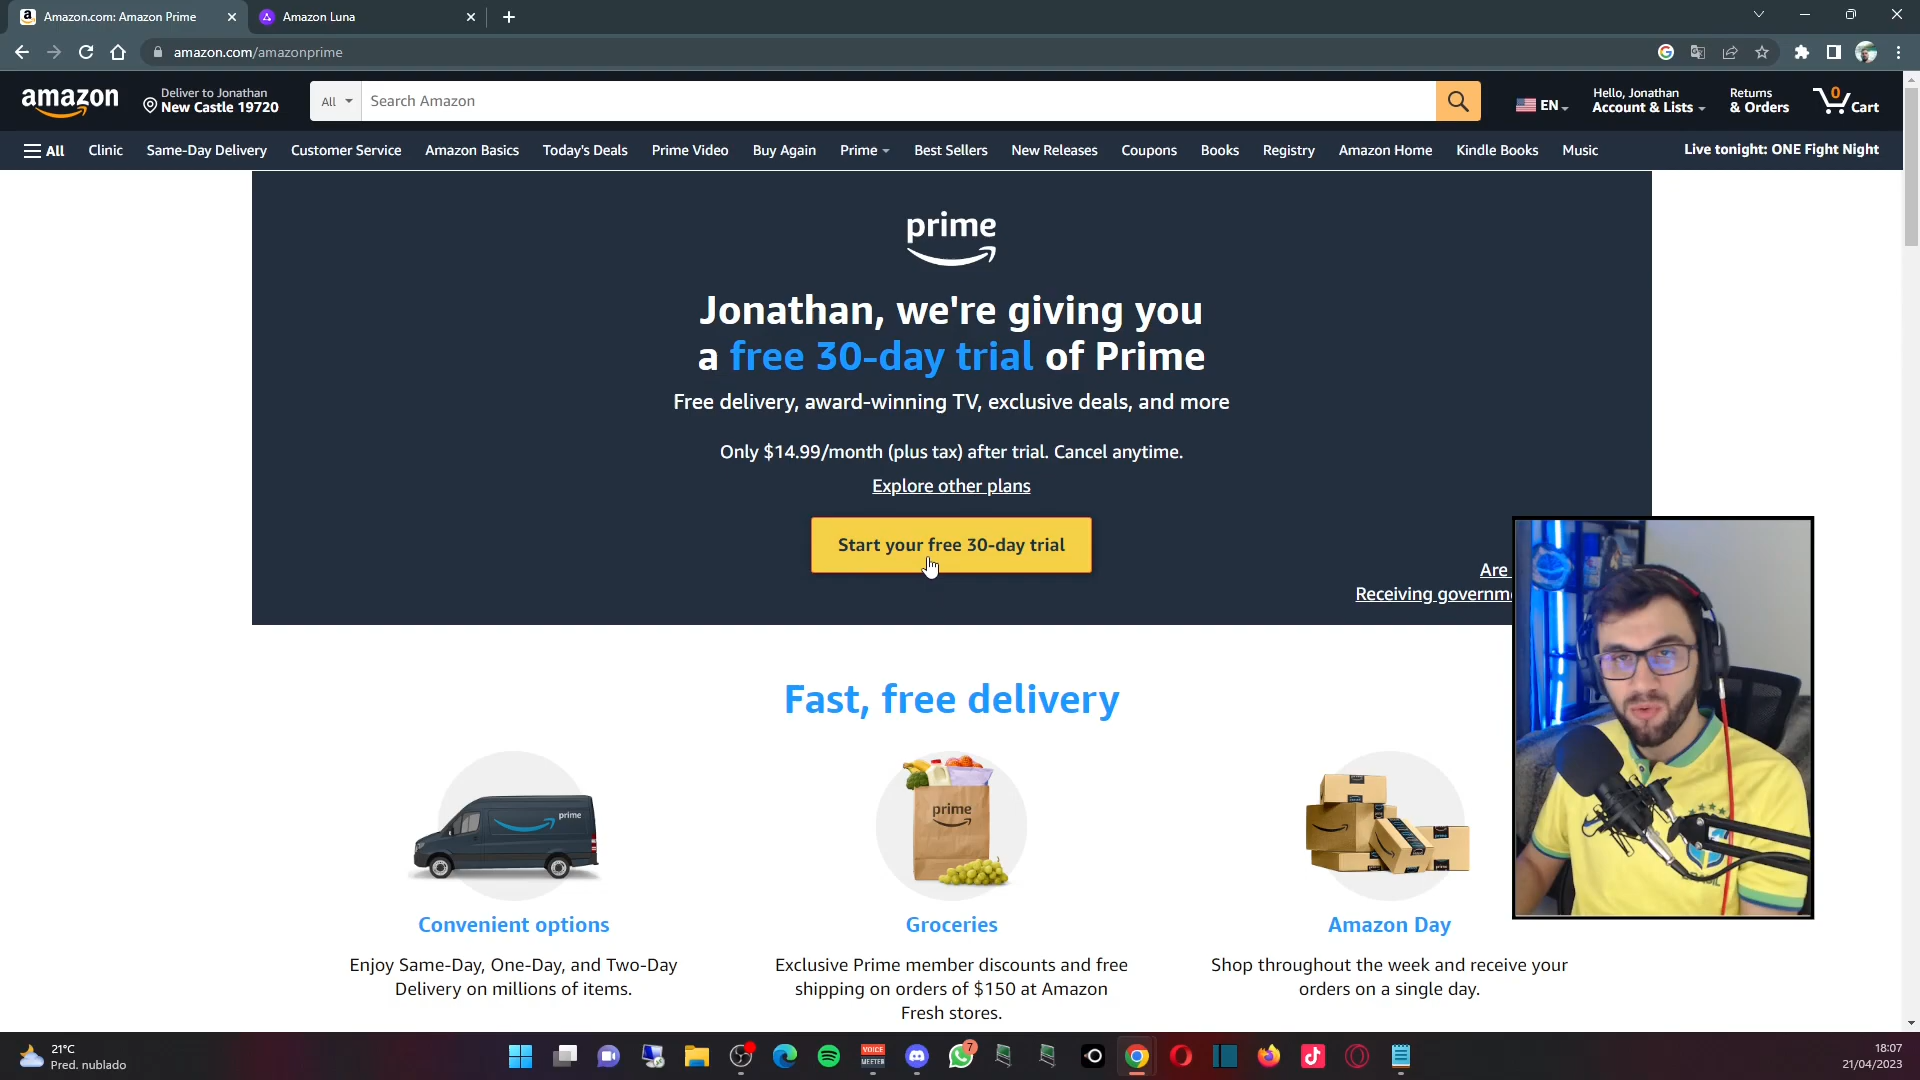 Amazon.com: Amazon Prime
Amazon Luna
amazon.com/amazonprime
amazon
Deliver to Jonathan
New Castle 19720
All
Search Amazon
EN
Hello, Jonathan
Account & Lists
Returns
& Orders
0
Cart
All
Clinic
Same-Day Delivery
Customer Service
Amazon Basics
Today's Deals
Prime Video
Buy Again
Prime
Best Sellers
New Releases
Coupons
Books
Registry
Amazon Home
Kindle Books
Music
Live tonight: ONE Fight Night
prime
Jonathan, we're giving you
a free 30-day trial of Prime
Free delivery, award-winning TV, exclusive deals, and more
Only $14.99/month (plus tax) after trial. Cancel anytime.
Explore other plans
Start your free 30-day trial
Are
Receiving governme
Fast, free delivery
prime
prime
Convenient options
Groceries
Amazon Day
Enjoy Same-Day, One-Day, and Two-Day
Delivery on millions of items.
Exclusive Prime member discounts and free
shipping on orders of $150 at Amazon
Fresh stores.
Shop throughout the week and receive your
orders on a single day.
21°C
Pred. nublado
VOICE
MEETER
7
18:07
21/04/2023